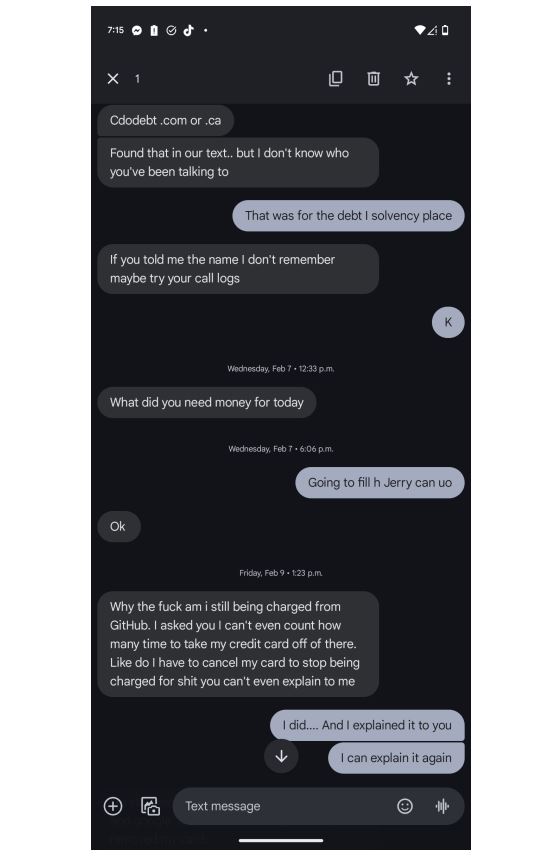 7:15
1
Cdodebt .com or .ca
Found that in our text.. but I don't know who
you've been talking to
That was for the debt I solvency place
If you told me the name I don't remember
maybe try your call logs
K
Wednesday, Feb 7 • 12:33 p.m.
What did you need money for today
Wednesday, Feb 7 • 6:06 p.m.
Going to fill h Jerry can uo
Ok
Friday, Feb 9 • 1:23 p.m.
Why the fuck am i still being charged from
GitHub. I asked you I can't even count how
many time to take my credit card off of there.
Like do I have to cancel my card to stop being
charged for shit you can't even explain to me
I did.... And I explained it to you
I can explain it again
Text message